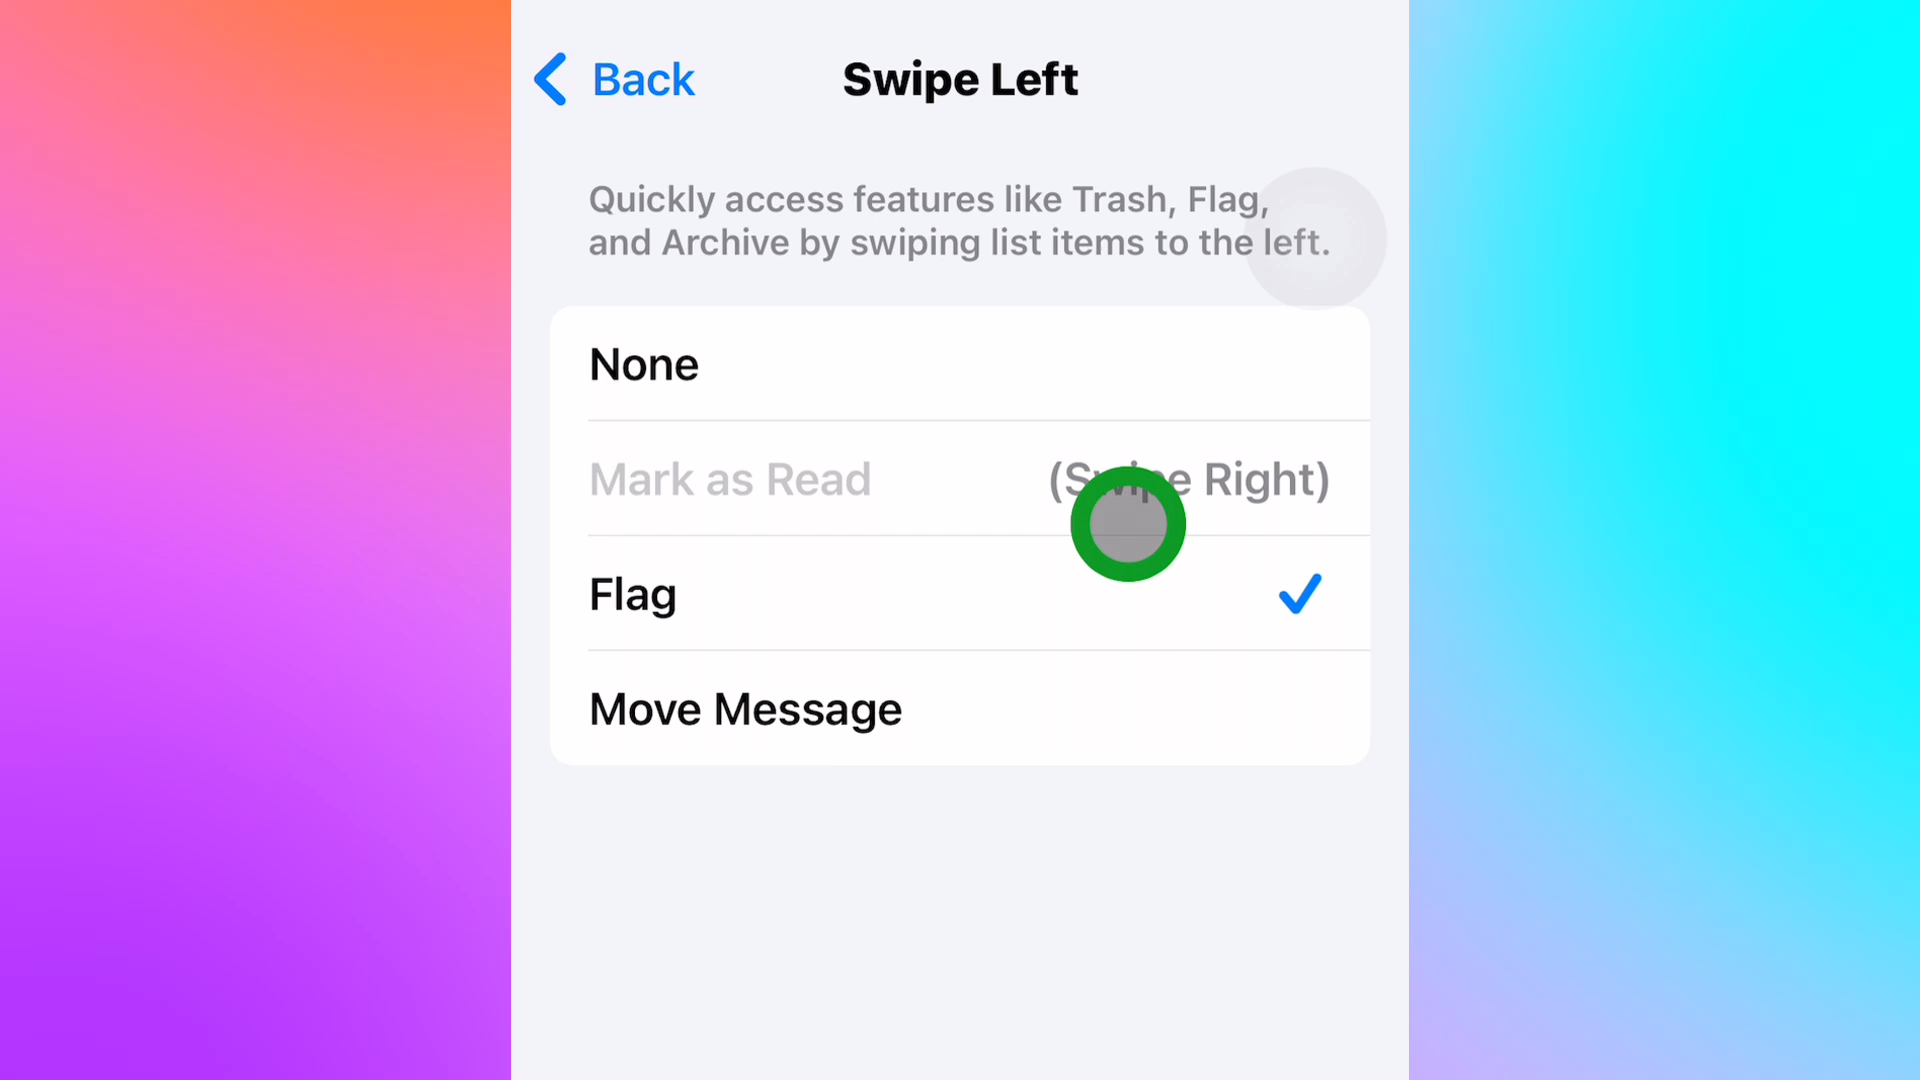 Back
Swipe Left
Quickly access features like Trash, Flag,
and Archive by swiping list items to the left.
None
Mark as Read
(Swipe Right)
Flag
Move Message